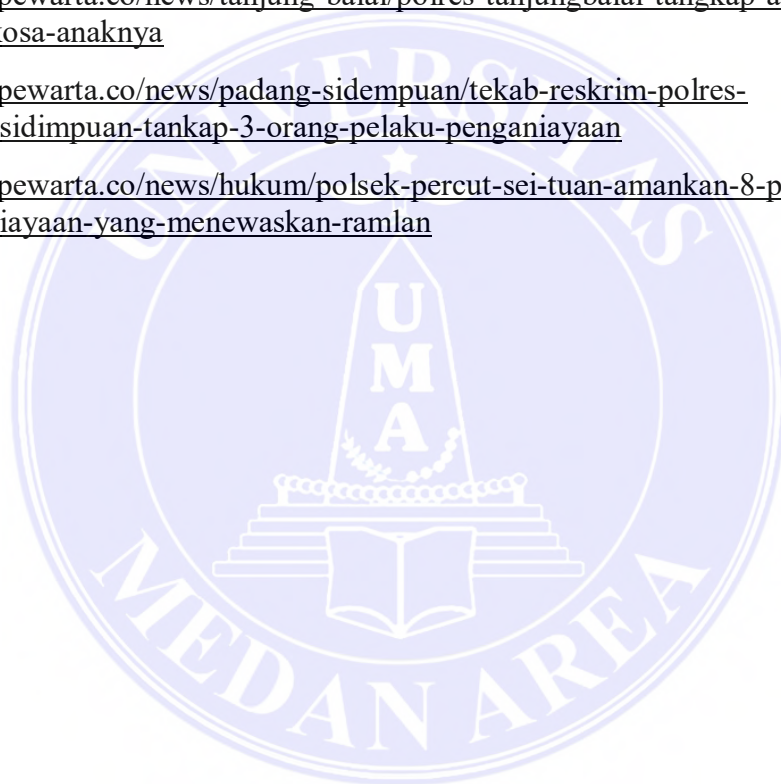 pewarta.co/news/tanjung-balai/polres-tanjungbalai-tangkap-a
kosa-anaknya
pewarta.co/news/padang-sidempuan/tekab-reskrim-polres-
sidimpuan-tankap-3-orang-pelaku-penganiayaan
pewarta.co/news/hukum/polsek-percut-sei-tuan-amankan-8-p
iayaan-yang-menewaskan-ramlan
UNIVERSITAS
U
M
A
MEDAN AREA